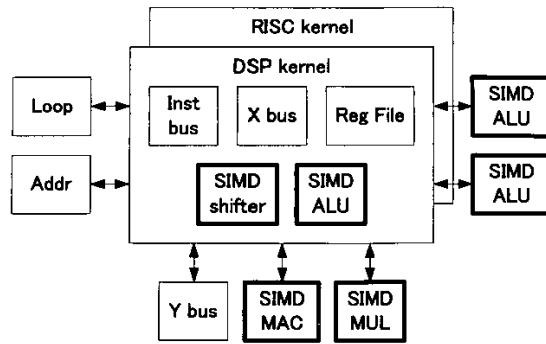 RISC kernel
DSP kernel
Loop
Inst
bus
X bus
Reg File
SIMD
ALU
Addr
SIMD
shifter
SIMD
ALU
SIMD
ALU
Y bus
SIMD
MAC
SIMD
MUL